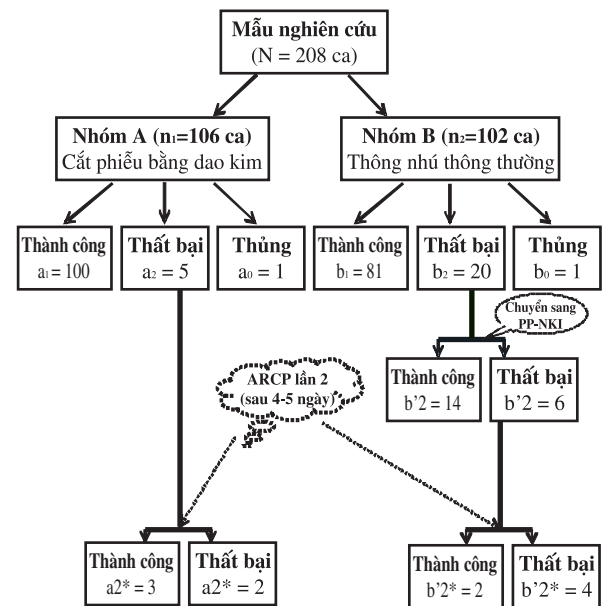 Mẫu nghiên cứu
(N = 208 ca)
Nhóm A (n₁=106 ca)
Cắt phiễu bằng dao kim
Nhóm B (n₂=102 ca)
Thông nhú thông thường
Thành công
a₁ = 100
Thất bại
a₂ = 5
Thủng
a₀ = 1
Thành công
b₁ = 81
Thất bại
b₂ = 20
Thủng
b₀ = 1
Chuyển sang
PP-NKI
Thành công
b'2 = 14
Thất bại
b'2 = 6
ARCP lần 2
(sau 4-5 ngày)
Thành công
a2* = 3
Thất bại
a2* = 2
Thành công
b'2* = 2
Thất bại
b'2* = 4